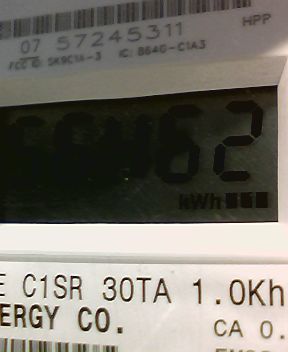 07 57245311
HPP
FCC ID: SK9C1A-3 IC: 864G-C1A3
62
kWh
E C1SR 30TA 1.0Kh
ERGY CO.
CA 0.